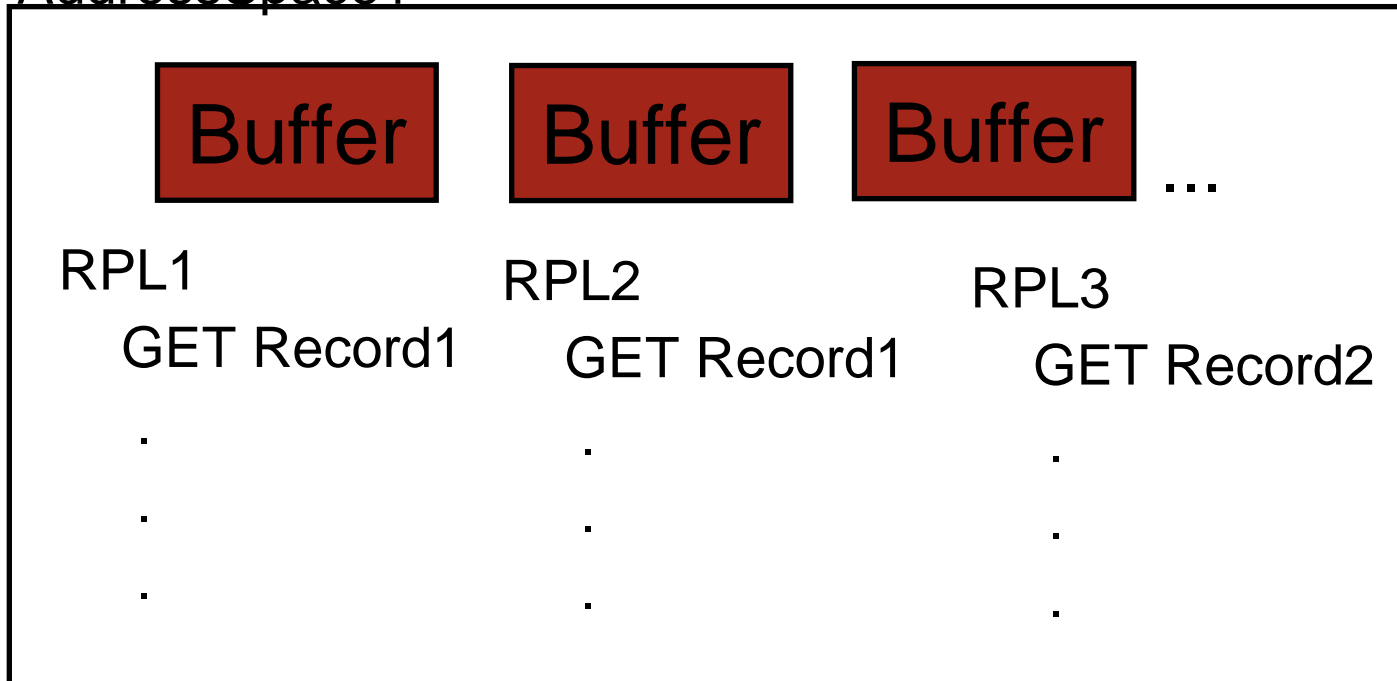 Buffer Buffer Buffer ...
RPL1 RPL2 RPL3
GET Record1 GET Record1 GET Record2
. . .
. . .
. . .